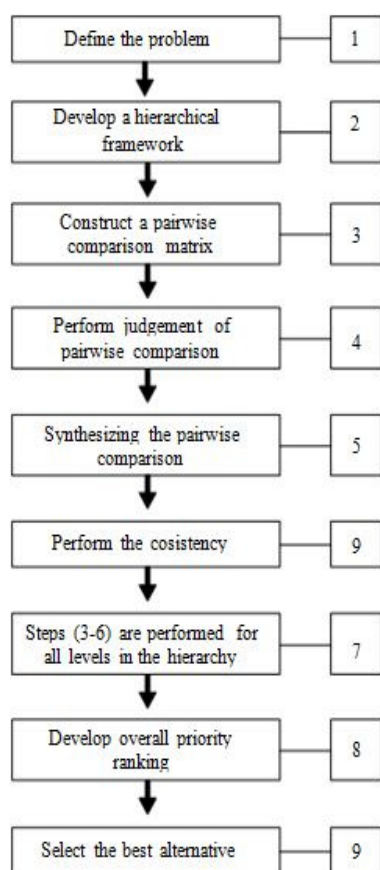 Define the problem
1
Develop a hierarchical
framework
2
Construct a pairwise
comparison matrix
3
Perform judgement of
pairwise comparison
4
Synthesizing the pairwise
comparison
5
Perform the cosistency
9
Steps (3-6) are performed for
all levels in the hierarchy
7
Develop overall priority
ranking
8
Select the best alternative
9